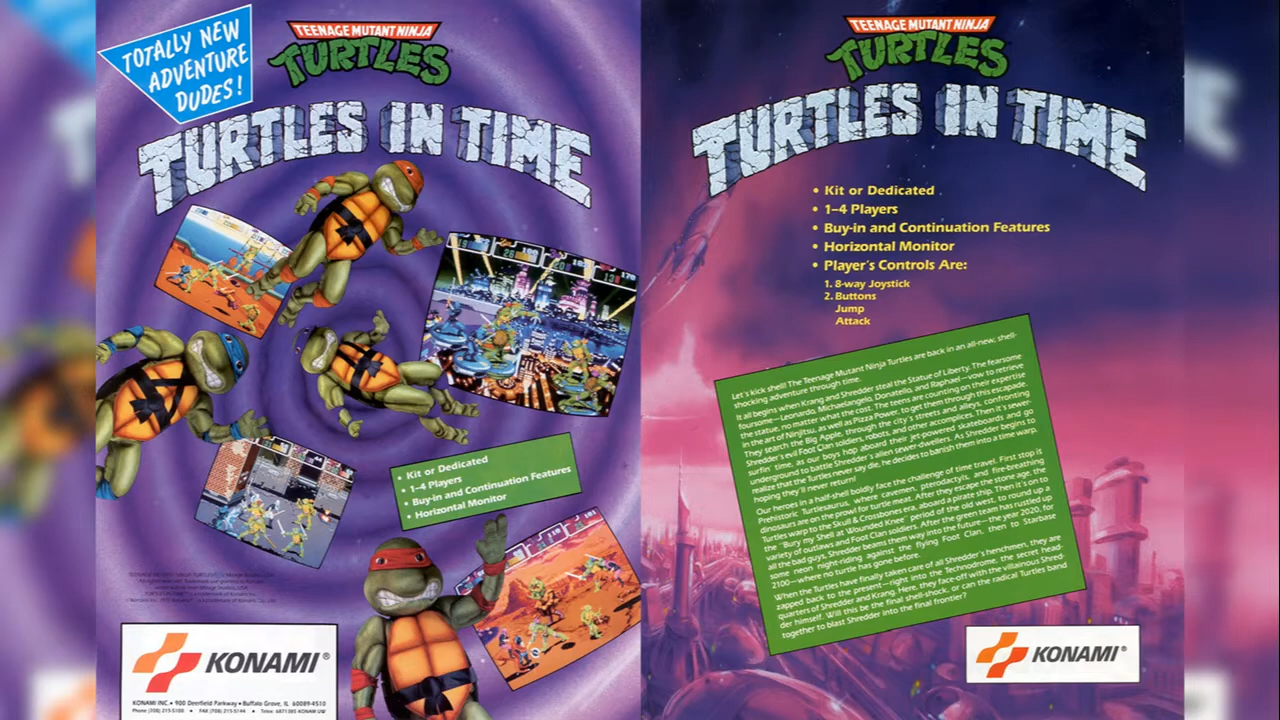 TOTALLY NEW
ADVENTURE
DUDES!
TEENAGE MUTANT NINJA
TURTLES
TURTLES IN TIME
• Kit or Dedicated
• 1–4 Players
• Buy-in and Continuation Features
• Horizontal Monitor
KONAMI®
KONAMI INC. • 900 Deerfield Parkway • Buffalo Grove, IL 60089-4510
Phone (708) 215-5100 • FAX (708) 215-5144 • Telex
TEENAGE MUTANT NINJA
TURTLES
TURTLES IN TIME
• Kit or Dedicated
• 1–4 Players
• Buy-in and Continuation Features
• Horizontal Monitor
• Player's Controls Are:
1. 8-way Joystick
2. Buttons
Jump
Attack
Let's kick shell! The Teenage Mutant Ninja Turtles are back in an all-new, shell-
shocking adventure through time.
It all begins when Krang and Shredder steal the Statue of Liberty. The fearsome
foursome—Leonardo, Michaelangelo, Donatello, and Raphael—vow to retrieve
the statue, no matter what the cost. The teens are counting on their expertise
in the art of Ninjitsu, as well as Pizza Power, to get them through this escapade.
They search the Big Apple, through the city streets and alleys, confronting
Shredder's evil Foot Clan soldiers, robots, and other accomplices. Then it's sewer-
surfin' time, as our boys hop aboard their jet-powered skateboards and go
underground to battle Shredder's alien sewer-dwellers. As Shredder begins to
realize that the Turtles never say die, he decides to banish them into a time warp,
hoping they'll never return!
Our heroes in a half-shell boldly face the challenge of time travel. First stop is
Prehistoric Turtlesaurus, where cavemen, pterodactyls, and fire-breathing
dinosaurs are on the prowl for turtle meat. After they escape the stone age, the
Turtles warp to the Skull & Crossbones era, aboard a pirate ship. Then it's on to
the "Bury my Shell at Wounded Knee" period of the old west, to round up a
variety of outlaws and Foot Clan soldiers. After the green team has rustled up
all the bad guys, Shredder beams them way into the future—the year 2020, for
some neon night-riding against the flying Foot Clan, then to Starbase
2100—where no turtle has gone before.
When the Turtles have finally taken care of all Shredder's henchmen, they are
zapped back to the present—right into the Technodrome, the secret head-
quarters of Shredder and Krang. Here, they face-off with the villainous Shred-
der himself. Will this be the final shell-shock, or can the radical Turtles band
together to blast Shredder into the final frontier?
KONAMI®